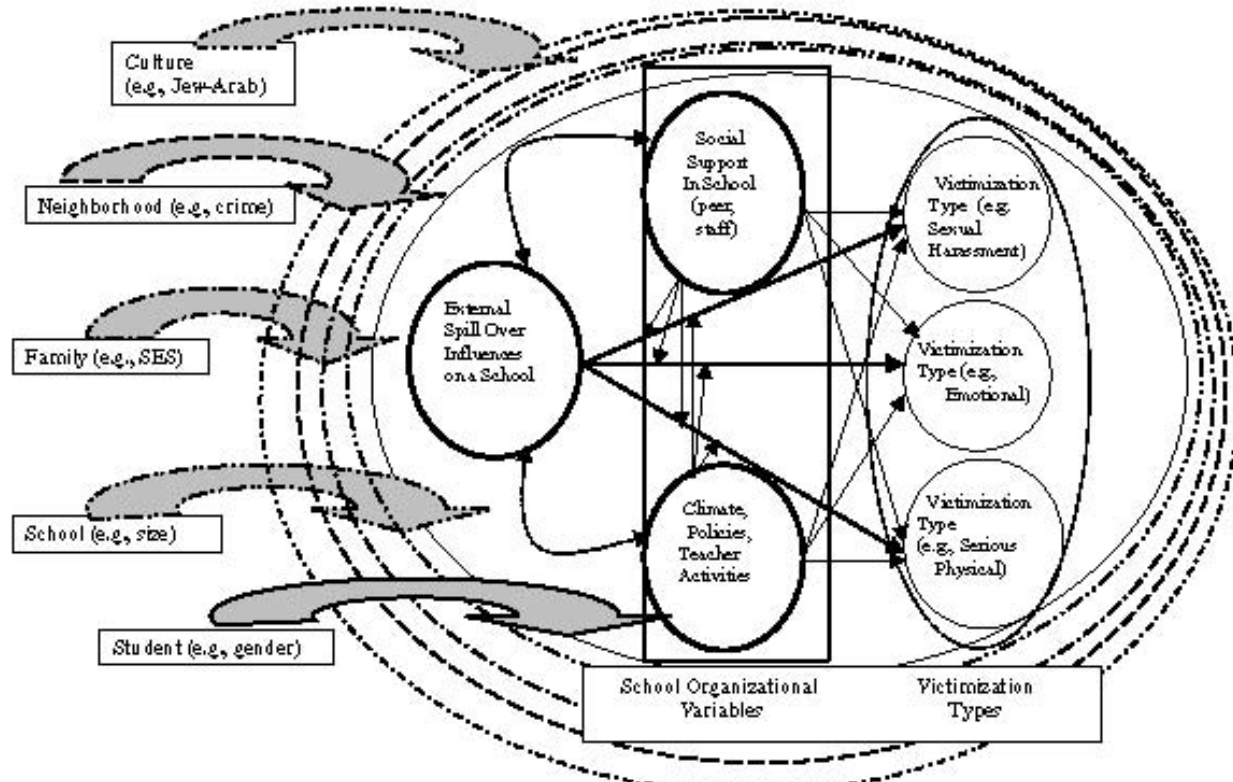 Culture
(e.g., Jew-Arab)
Neighborhood (e.g., crime)
Family (e.g., SES)
School (e.g., size)
Student (e.g., gender)
External
Spill Over
Influences
on a School
Social
Support
In School
(peer,
staff)
Climate,
Policies,
Teacher
Activities
Victimization
Type (e.g,
Sexual
Harassment)
Victimization
Type (e.g.,
Emotional)
Victimization
Type
(e.g., Serious
Physical)
School Organizational
Variables
Victimization
Types